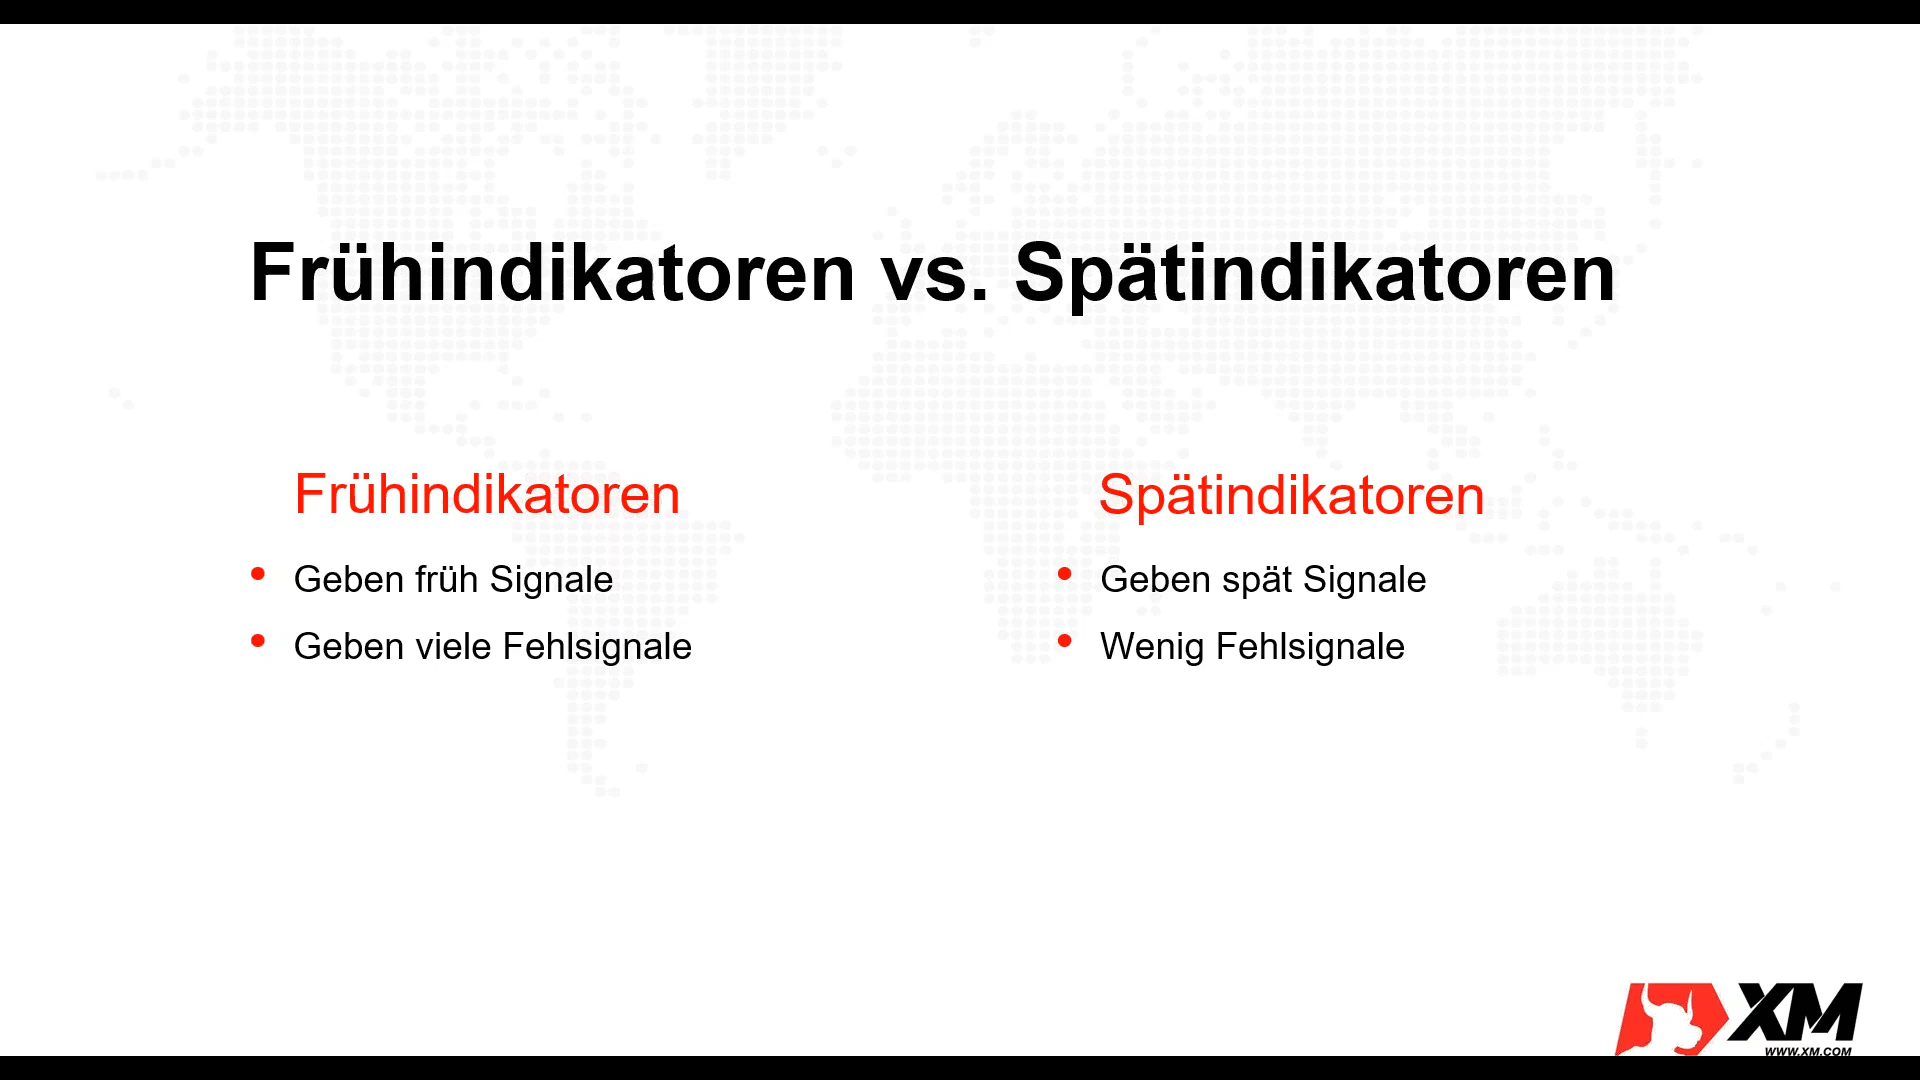 Frühindikatoren vs. Spätindikatoren
Frühindikatoren
Geben früh Signale
Geben viele Fehlsignale
Spätindikatoren
Geben spät Signale
Wenig Fehlsignale
XM
WWW.XM.COM